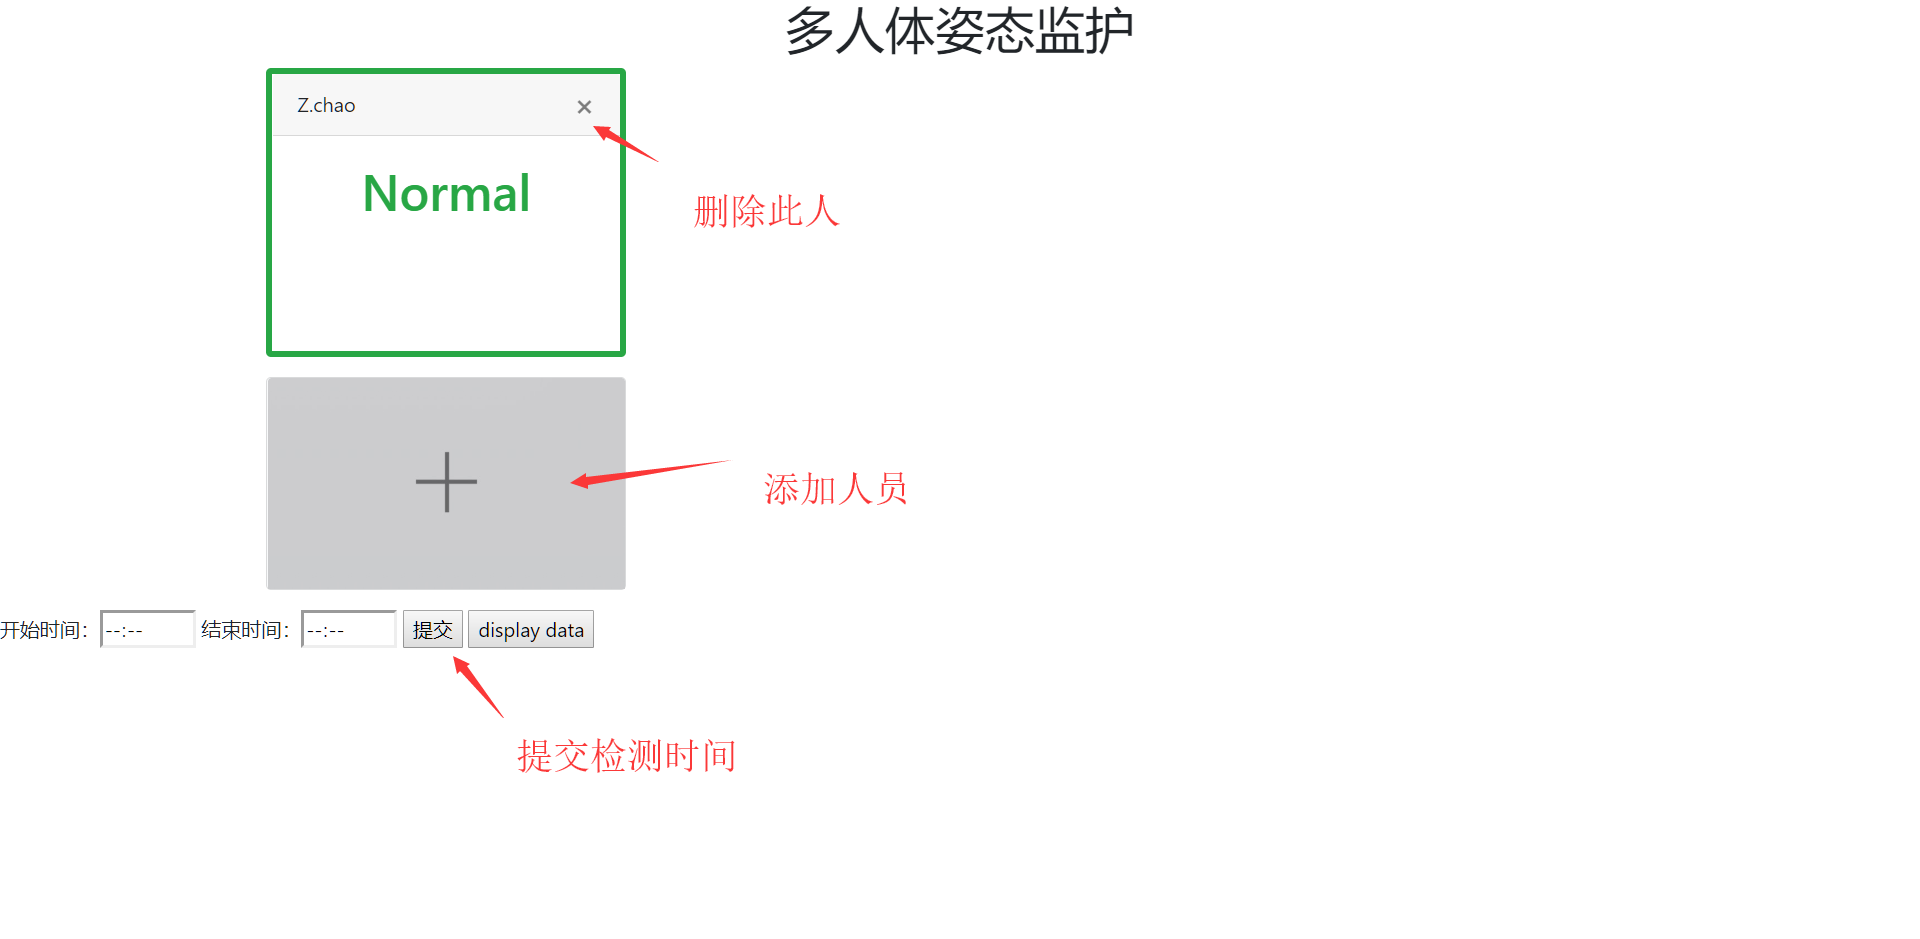 多人体姿态监护
Z.chao ×
Normal
删除此人
添加人员
开始时间： --:-- 结束时间： --:-- 提交 display data
提交检测时间